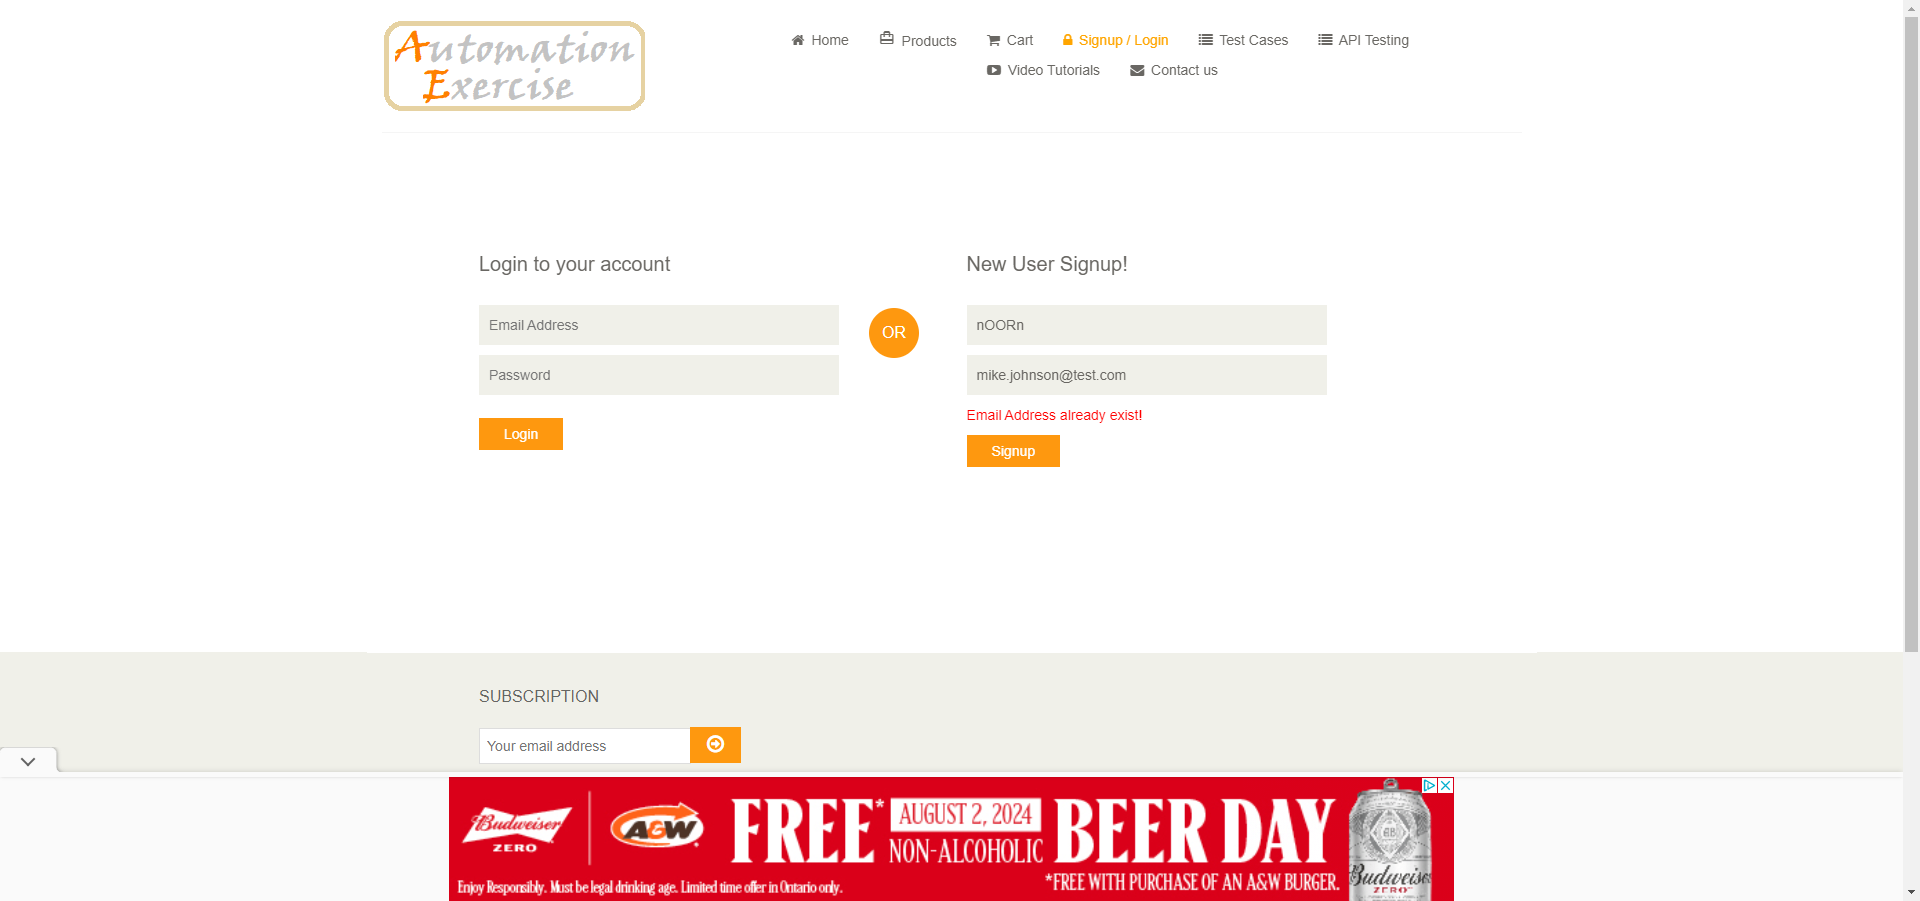 Automation
Exercise
Home
Products
Cart
Signup / Login
Test Cases
API Testing
Video Tutorials
Contact us
Login to your account
Email Address
Password
Login
OR
New User Signup!
nOORn
mike.johnson@test.com
Email Address already exist!
Signup
SUBSCRIPTION
Your email address
Budweiser
ZERO
A&W
FREE*
AUGUST 2, 2024
NON-ALCOHOLIC
BEER DAY
Enjoy Responsibly. Must be legal drinking age. Limited time offer in Ontario only.
*FREE WITH PURCHASE OF AN A&W BURGER.
AB
Budweiser
ZERO